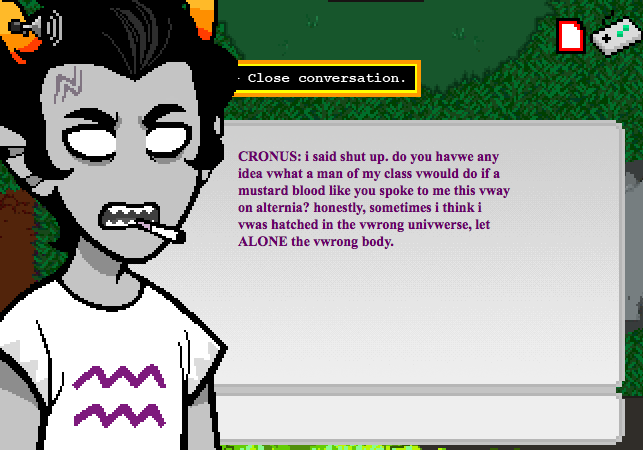 Close conversation.
CRONUS: i said shut up. do you havwe any
idea vwhat a man of my class vwould do if a
mustard blood like you spoke to me this vway
on alternia? honestly, sometimes i think i
vwas hatched in the vwrong univwerse, let
ALONE the vwrong body.